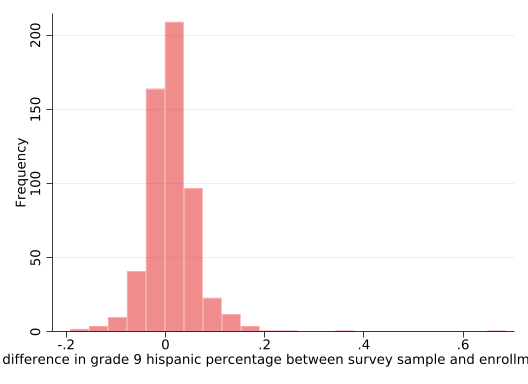 200
150
100
50
0
Frequency
-.2 0 .2 .4 .6
difference in grade 9 hispanic percentage between survey sample and enrollm